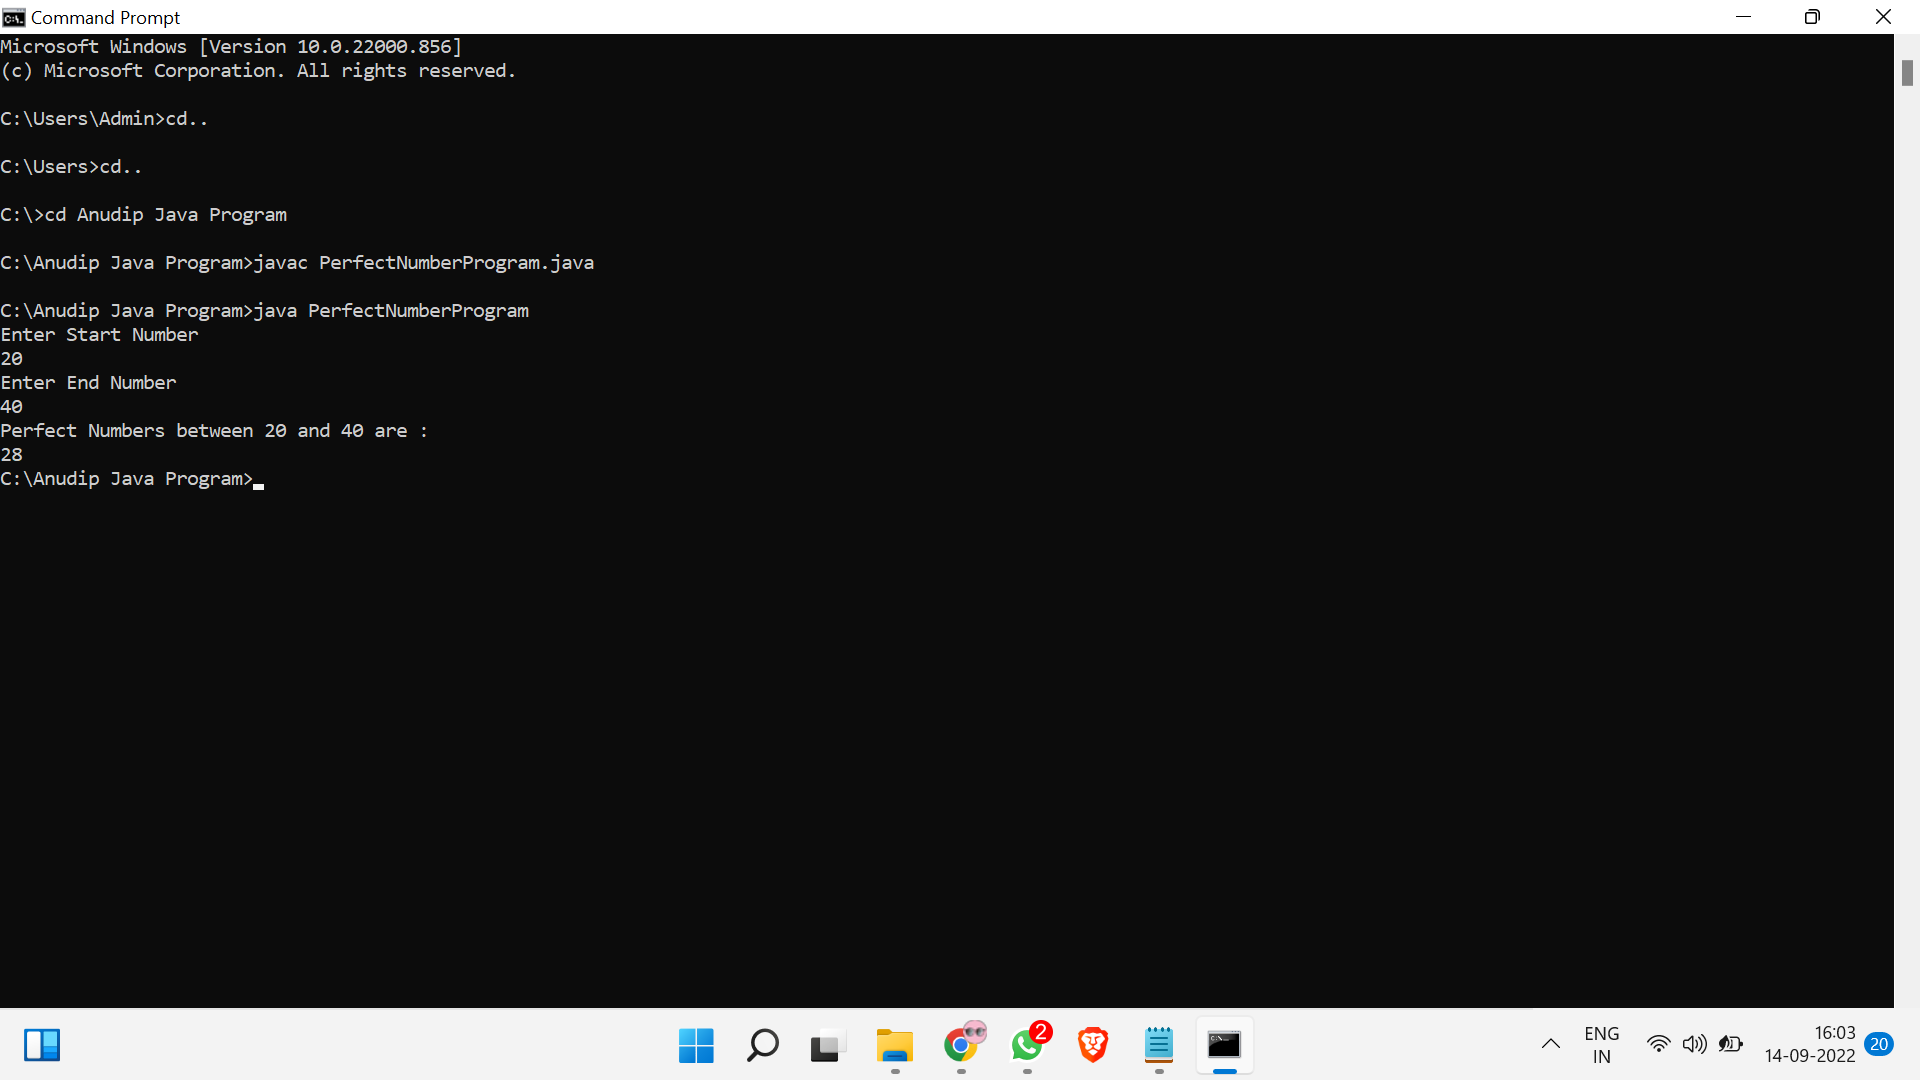 Command Prompt
Microsoft Windows [Version 10.0.22000.856]
(c) Microsoft Corporation. All rights reserved.
C:\Users\Admin>cd..
C:\Users>cd..
C:\>cd Anudip Java Program
C:\Anudip Java Program>javac PerfectNumberProgram.java
C:\Anudip Java Program>java PerfectNumberProgram
Enter Start Number
20
Enter End Number
40
Perfect Numbers between 20 and 40 are :
28
C:\Anudip Java Program>
2
ENG
IN
16:03
14-09-2022
20